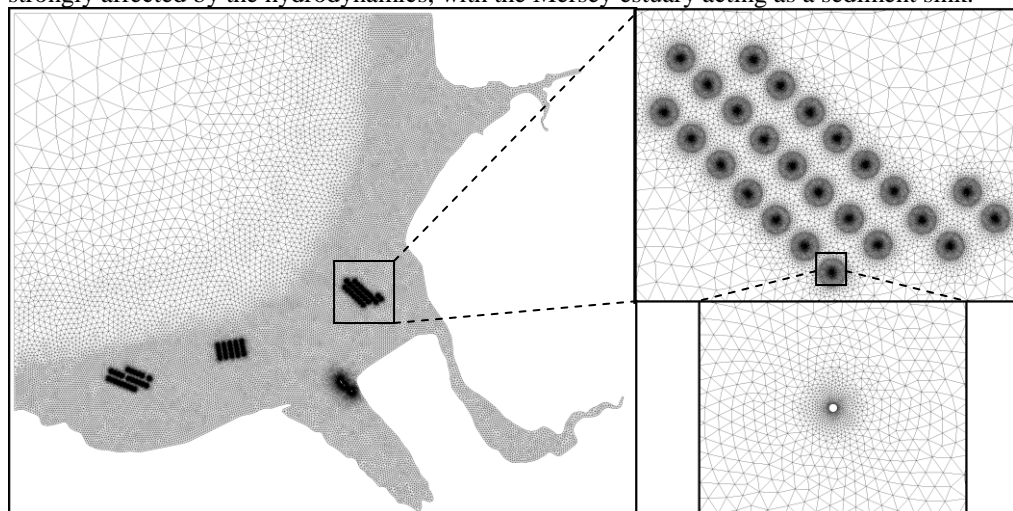 strongly affected by the hydrodynamics, with the Mersey estuary acting as a sediment sink.